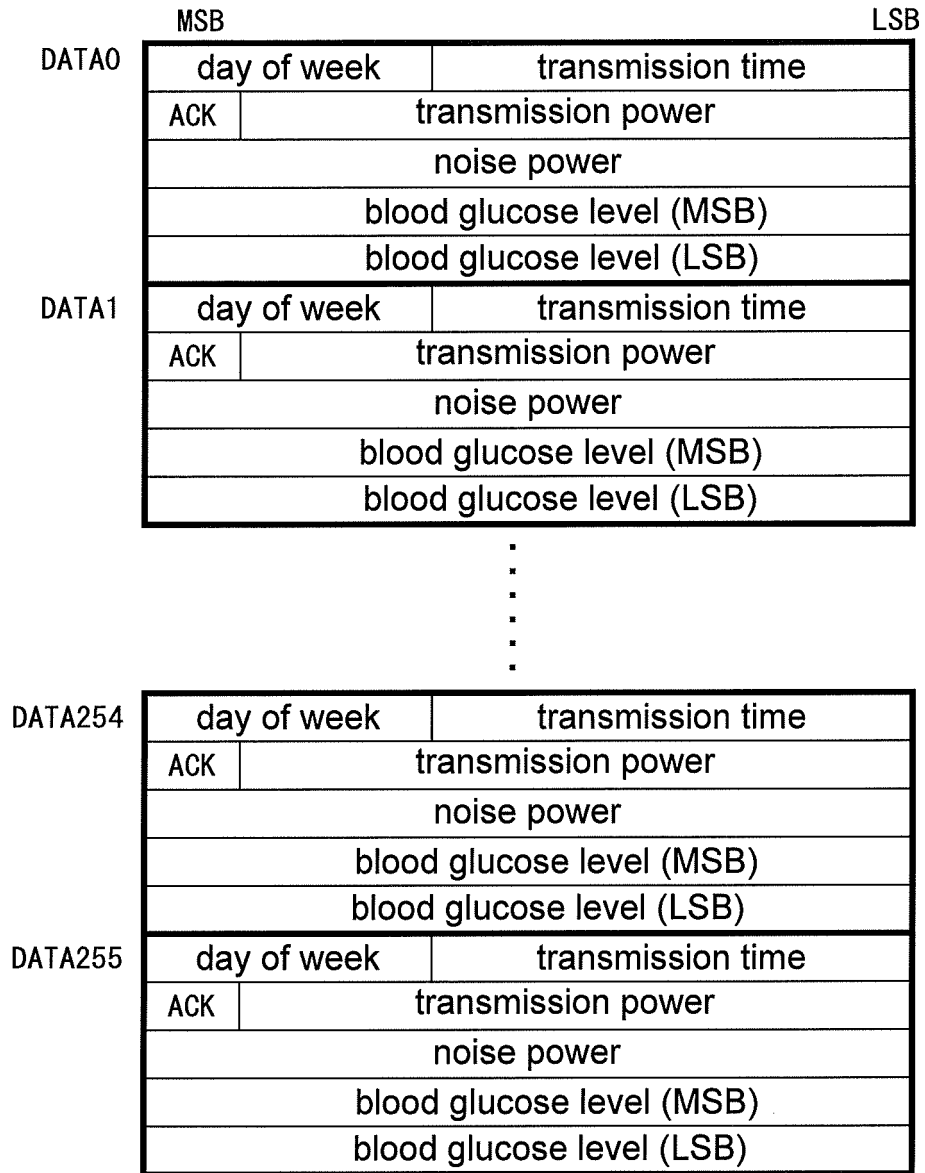 MSB LSB
DATA0 day of week transmission time
ACK transmission power
noise power
blood glucose level (MSB)
blood glucose level (LSB)
DATA1 day of week transmission time
ACK transmission power
noise power
blood glucose level (MSB)
blood glucose level (LSB)
DATA254 day of week transmission time
ACK transmission power
noise power
blood glucose level (MSB)
blood glucose level (LSB)
DATA255 day of week transmission time
ACK transmission power
noise power
blood glucose level (MSB)
blood glucose level (LSB)